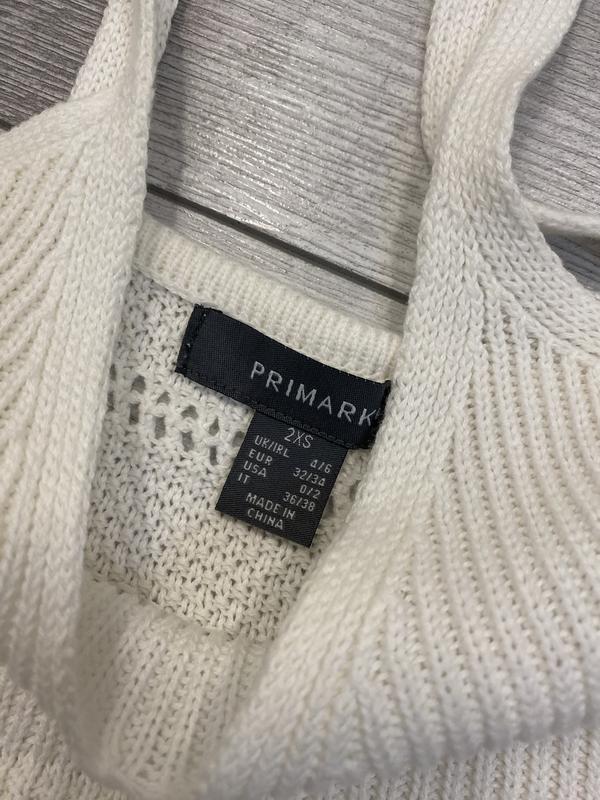 PRIMARK
2XS
UK/IRL 4/6
EUR 32/34
USA 0/2
IT 36/38
MADE IN
CHINA